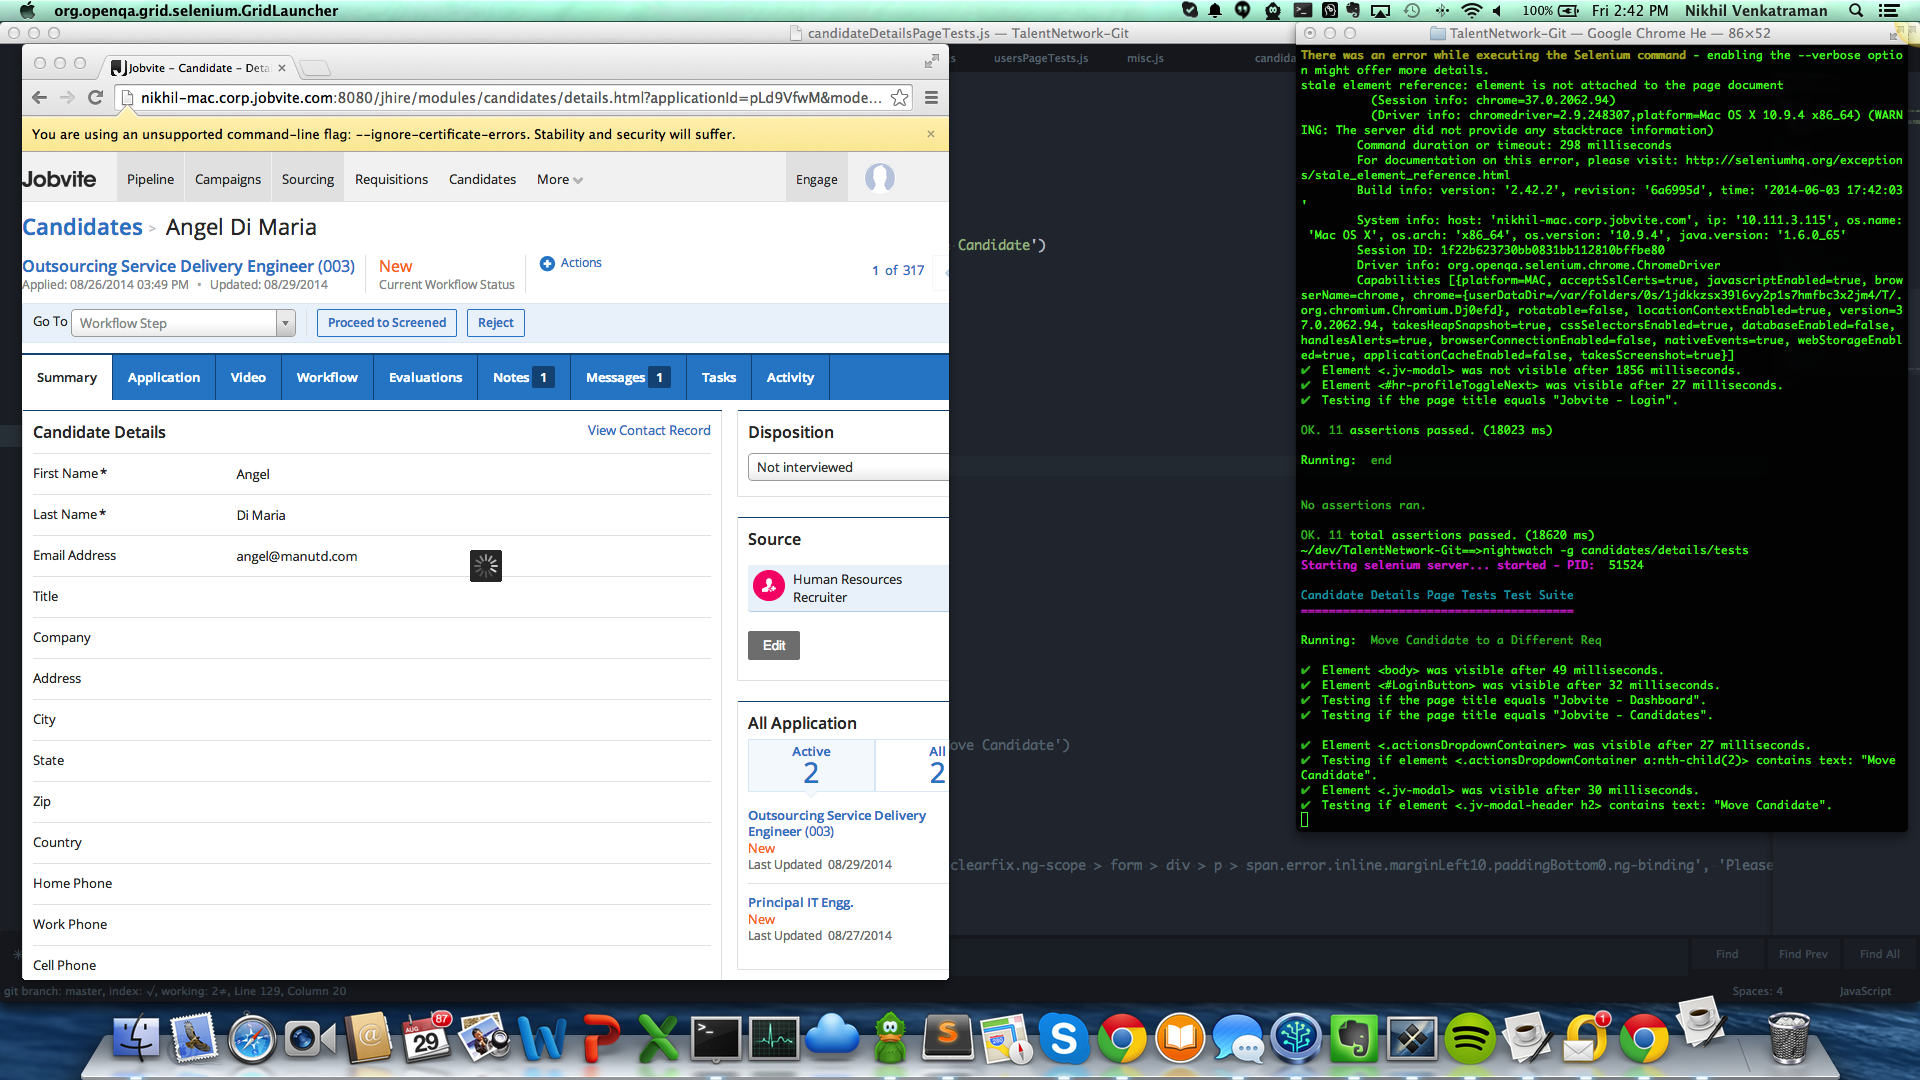 org.openqa.grid.selenium.GridLauncher
100%
Fri 2:42 PM
Nikhil Venkatraman
candidateDetailsPageTests.js — TalentNetwork-Git
usersPageTests.js
misc.js
candida
Jobvite – Candidate – Deta
nikhil-mac.corp.jobvite.com:8080/jhire/modules/candidates/details.html?applicationId=pLd9VfwM&mode...
You are using an unsupported command-line flag: --ignore-certificate-errors. Stability and security will suffer.
Jobvite
Pipeline
Campaigns
Sourcing
Requisitions
Candidates
More
Engage
Candidates > Angel Di Maria
Outsourcing Service Delivery Engineer (003)
Applied: 08/26/2014 03:49 PM • Updated: 08/29/2014
New
Current Workflow Status
Actions
1 of 317
Go To
Workflow Step
Proceed to Screened
Reject
Summary
Application
Video
Workflow
Evaluations
Notes 1
Messages 1
Tasks
Activity
Candidate Details
View Contact Record
First Name* Angel
Last Name* Di Maria
Email Address angel@manutd.com
Title
Company
Address
City
State
Zip
Country
Home Phone
Work Phone
Cell Phone
Disposition
Not interviewed
Source
Human Resources
Recruiter
Edit
All Application
Active
2
All
2
Outsourcing Service Delivery
Engineer (003)
New
Last Updated 08/29/2014
Principal IT Engg.
New
Last Updated 08/27/2014
Candidate')
ove Candidate')
clearfix.ng-scope > form > div > p > span.error.inline.marginLeft10.paddingBottom0.ng-binding', 'Please
Find
Find Prev
Find All
git branch: master, index: √, working: 2≠, Line 129, Column 20
Spaces: 4
JavaScript
TalentNetwork-Git — Google Chrome He — 86×52
There was an error while executing the Selenium command - enabling the --verbose optio
n might offer more details.
stale element reference: element is not attached to the page document
(Session info: chrome=37.0.2062.94)
(Driver info: chromedriver=2.9.248307,platform=Mac OS X 10.9.4 x86_64) (WARN
ING: The server did not provide any stacktrace information)
Command duration or timeout: 298 milliseconds
For documentation on this error, please visit: http://seleniumhq.org/exception
s/stale_element_reference.html
Build info: version: '2.42.2', revision: '6a6995d', time: '2014-06-03 17:42:03
'
System info: host: 'nikhil-mac.corp.jobvite.com', ip: '10.111.3.115', os.name:
'Mac OS X', os.arch: 'x86_64', os.version: '10.9.4', java.version: '1.6.0_65'
Session ID: 1f22b623730bb0831bb112810bffbe80
Driver info: org.openqa.selenium.chrome.ChromeDriver
Capabilities [{platform=MAC, acceptSslCerts=true, javascriptEnabled=true, brow
serName=chrome, chrome={userDataDir=/var/folders/0s/1jdkkzsx39l6vy2p1s7hmfbc3x2jm4/T/.
org.chromium.Chromium.Dj0efd}, rotatable=false, locationContextEnabled=true, version=3
7.0.2062.94, takesHeapSnapshot=true, cssSelectorsEnabled=true, databaseEnabled=false,
handlesAlerts=true, browserConnectionEnabled=false, nativeEvents=true, webStorageEnabl
ed=true, applicationCacheEnabled=false, takesScreenshot=true}]
✔ Element <.jv-modal> was not visible after 1856 milliseconds.
✔ Element <#hr-profileToggleNext> was visible after 27 milliseconds.
✔ Testing if the page title equals "Jobvite - Login".
OK. 11 assertions passed. (18023 ms)
Running: end
No assertions ran.
OK. 11 total assertions passed. (18620 ms)
~/dev/TalentNetwork-Git==>nightwatch -g candidates/details/tests
Starting selenium server... started - PID: 51524
Candidate Details Page Tests Test Suite
=======================================
Running: Move Candidate to a Different Req
✔ Element <body> was visible after 49 milliseconds.
✔ Element <#LoginButton> was visible after 32 milliseconds.
✔ Testing if the page title equals "Jobvite - Dashboard".
✔ Testing if the page title equals "Jobvite - Candidates".
✔ Element <.actionsDropdownContainer> was visible after 27 milliseconds.
✔ Testing if element <.actionsDropdownContainer a:nth-child(2)> contains text: "Move
Candidate".
✔ Element <.jv-modal> was visible after 30 milliseconds.
✔ Testing if element <.jv-modal-header h2> contains text: "Move Candidate".
AUG
29
87
1